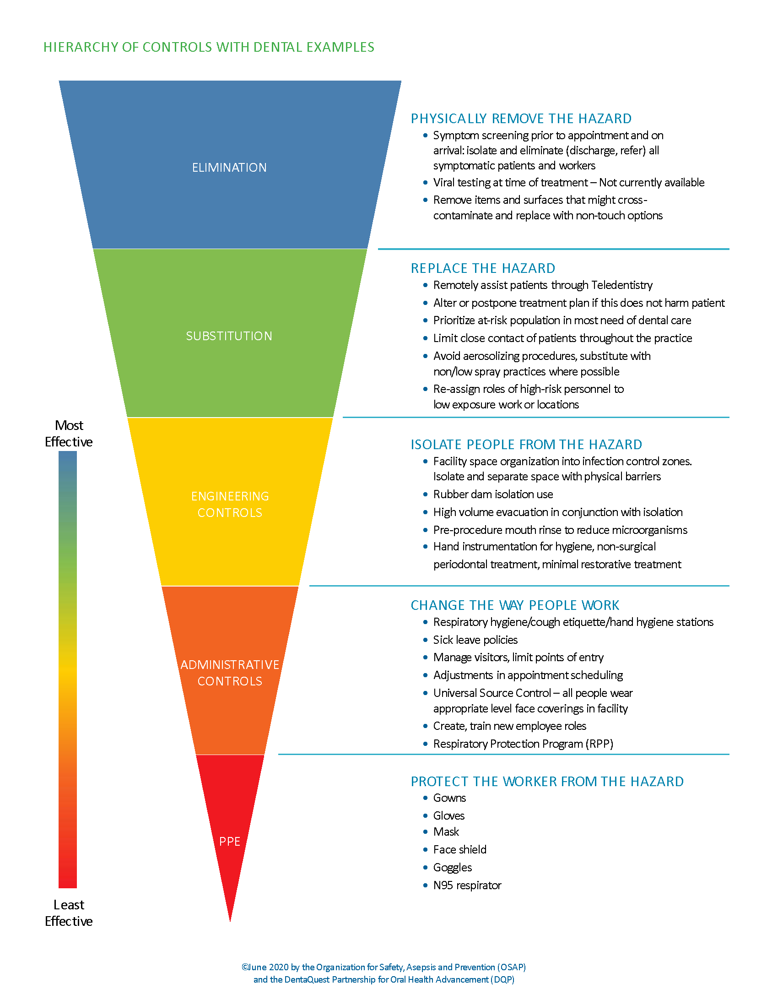 HIERARCHY OF CONTROLS WITH DENTAL EXAMPLES
ELIMINATION
PHYSICALLY REMOVE THE HAZARD
• Symptom screening prior to appointment and on
arrival: isolate and eliminate (discharge, refer) all
symptomatic patients and workers
• Viral testing at time of treatment – Not currently available
• Remove items and surfaces that might cross-
contaminate and replace with non-touch options
SUBSTITUTION
REPLACE THE HAZARD
• Remotely assist patients through Teledentistry
• Alter or postpone treatment plan if this does not harm patient
• Prioritize at-risk population in most need of dental care
• Limit close contact of patients throughout the practice
• Avoid aerosolizing procedures, substitute with
non/low spray practices where possible
• Re-assign roles of high-risk personnel to
low exposure work or locations
Most
Effective
ENGINEERING
CONTROLS
ISOLATE PEOPLE FROM THE HAZARD
• Facility space organization into infection control zones.
Isolate and separate space with physical barriers
• Rubber dam isolation use
• High volume evacuation in conjunction with isolation
• Pre-procedure mouth rinse to reduce microorganisms
• Hand instrumentation for hygiene, non-surgical
periodontal treatment, minimal restorative treatment
ADMINISTRATIVE
CONTROLS
CHANGE THE WAY PEOPLE WORK
• Respiratory hygiene/cough etiquette/hand hygiene stations
• Sick leave policies
• Manage visitors, limit points of entry
• Adjustments in appointment scheduling
• Universal Source Control – all people wear
appropriate level face coverings in facility
• Create, train new employee roles
• Respiratory Protection Program (RPP)
PPE
PROTECT THE WORKER FROM THE HAZARD
• Gowns
• Gloves
• Mask
• Face shield
• Goggles
• N95 respirator
Least
Effective
©June 2020 by the Organization for Safety, Asepsis and Prevention (OSAP)
and the DentaQuest Partnership for Oral Health Advancement (DQP)